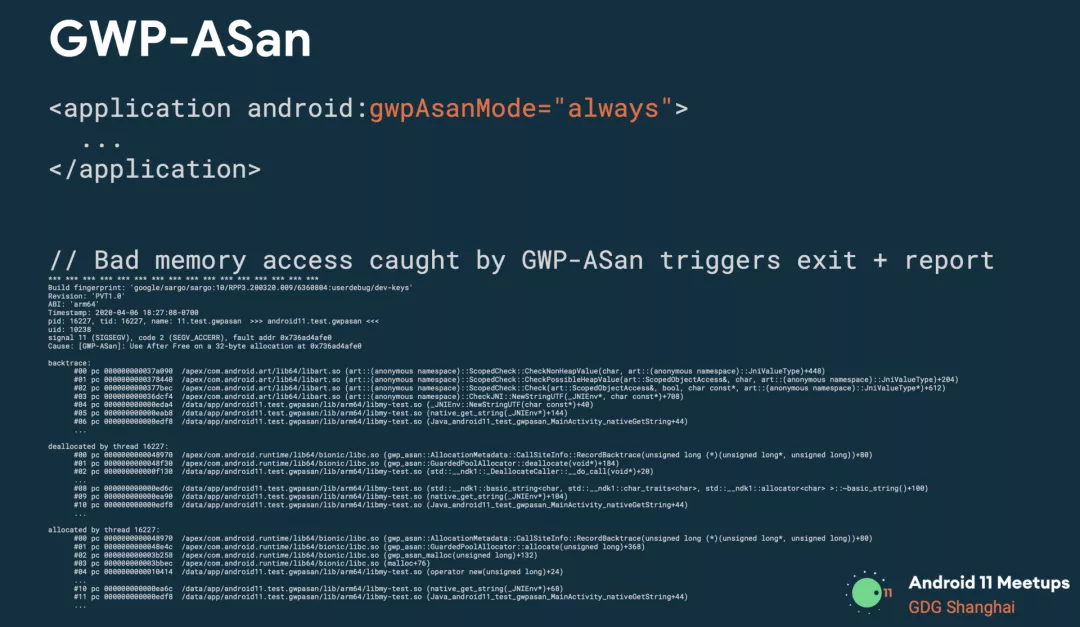 GWP-ASan
<application android:gwpAsanMode="always">
...
</application>
// Bad memory access caught by GWP-ASan triggers exit + report
*** *** *** *** *** *** *** *** *** *** *** *** *** *** *** ***
Build fingerprint: 'google/sargo/sargo:10/RPP3.200320.009/6360804:userdebug/dev-keys'
Revision: 'PVT1.0'
ABI: 'arm64'
Timestamp: 2020-04-06 18:27:08-0700
pid: 16227, tid: 16227, name: 11.test.gwpasan >>> android11.test.gwpasan <<<
uid: 10238
signal 11 (SIGSEGV), code 2 (SEGV_ACCERR), fault addr 0x736ad4afe0
Cause: [GWP-ASan]: Use After Free on a 32-byte allocation at 0x736ad4afe0
backtrace:
#00 pc 000000000037a090 /apex/com.android.art/lib64/libart.so (art::(anonymous namespace)::ScopedCheck::CheckNonHeapValue(char, art::(anonymous namespace)::JniValueType)+448)
#01 pc 0000000000378440 /apex/com.android.art/lib64/libart.so (art::(anonymous namespace)::ScopedCheck::CheckPossibleHeapValue(art::ScopedObjectAccess&, char, art::(anonymous namespace)::JniValueType)+204)
#02 pc 0000000000377bec /apex/com.android.art/lib64/libart.so (art::(anonymous namespace)::ScopedCheck::Check(art::ScopedObjectAccess&, bool, char const*, art::(anonymous namespace)::JniValueType*)+612)
#03 pc 000000000036dcf4 /apex/com.android.art/lib64/libart.so (art::(anonymous namespace)::CheckJNI::NewStringUTF(_JNIEnv*, char const*)+708)
#04 pc 000000000000eda4 /data/app/android11.test.gwpasan/lib/arm64/libmy-test.so (_JNIEnv::NewStringUTF(char const*)+40)
#05 pc 000000000000eab8 /data/app/android11.test.gwpasan/lib/arm64/libmy-test.so (native_get_string(_JNIEnv*)+144)
#06 pc 000000000000edf8 /data/app/android11.test.gwpasan/lib/arm64/libmy-test.so (Java_android11_test_gwpasan_MainActivity_nativeGetString+44)
...
deallocated by thread 16227:
#00 pc 0000000000048970 /apex/com.android.runtime/lib64/bionic/libc.so (gwp_asan::AllocationMetadata::CallSiteInfo::RecordBacktrace(unsigned long (*)(unsigned long*, unsigned long))+80)
#01 pc 0000000000048f30 /apex/com.android.runtime/lib64/bionic/libc.so (gwp_asan::GuardedPoolAllocator::deallocate(void*)+184)
#02 pc 000000000000f130 /data/app/android11.test.gwpasan/lib/arm64/libmy-test.so (std::__ndk1::_DeallocateCaller::__do_call(void*)+20)
...
#08 pc 000000000000ed6c /data/app/android11.test.gwpasan/lib/arm64/libmy-test.so (std::__ndk1::basic_string<char, std::__ndk1::char_traits<char>, std::__ndk1::allocator<char> >::~basic_string()+100)
#09 pc 000000000000ea90 /data/app/android11.test.gwpasan/lib/arm64/libmy-test.so (native_get_string(_JNIEnv*)+104)
#10 pc 000000000000edf8 /data/app/android11.test.gwpasan/lib/arm64/libmy-test.so (Java_android11_test_gwpasan_MainActivity_nativeGetString+44)
...
allocated by thread 16227:
#00 pc 0000000000048970 /apex/com.android.runtime/lib64/bionic/libc.so (gwp_asan::AllocationMetadata::CallSiteInfo::RecordBacktrace(unsigned long (*)(unsigned long*, unsigned long))+80)
#01 pc 0000000000048e4c /apex/com.android.runtime/lib64/bionic/libc.so (gwp_asan::GuardedPoolAllocator::allocate(unsigned long)+368)
#02 pc 000000000003b258 /apex/com.android.runtime/lib64/bionic/libc.so (gwp_asan_malloc(unsigned long)+132)
#03 pc 000000000003bbec /apex/com.android.runtime/lib64/bionic/libc.so (malloc+76)
#04 pc 0000000000010414 /data/app/android11.test.gwpasan/lib/arm64/libmy-test.so (operator new(unsigned long)+24)
...
#10 pc 000000000000ea6c /data/app/android11.test.gwpasan/lib/arm64/libmy-test.so (native_get_string(_JNIEnv*)+68)
#11 pc 000000000000edf8 /data/app/android11.test.gwpasan/lib/arm64/libmy-test.so (Java_android11_test_gwpasan_MainActivity_nativeGetString+44)
...
11
Android 11 Meetups
GDG Shanghai